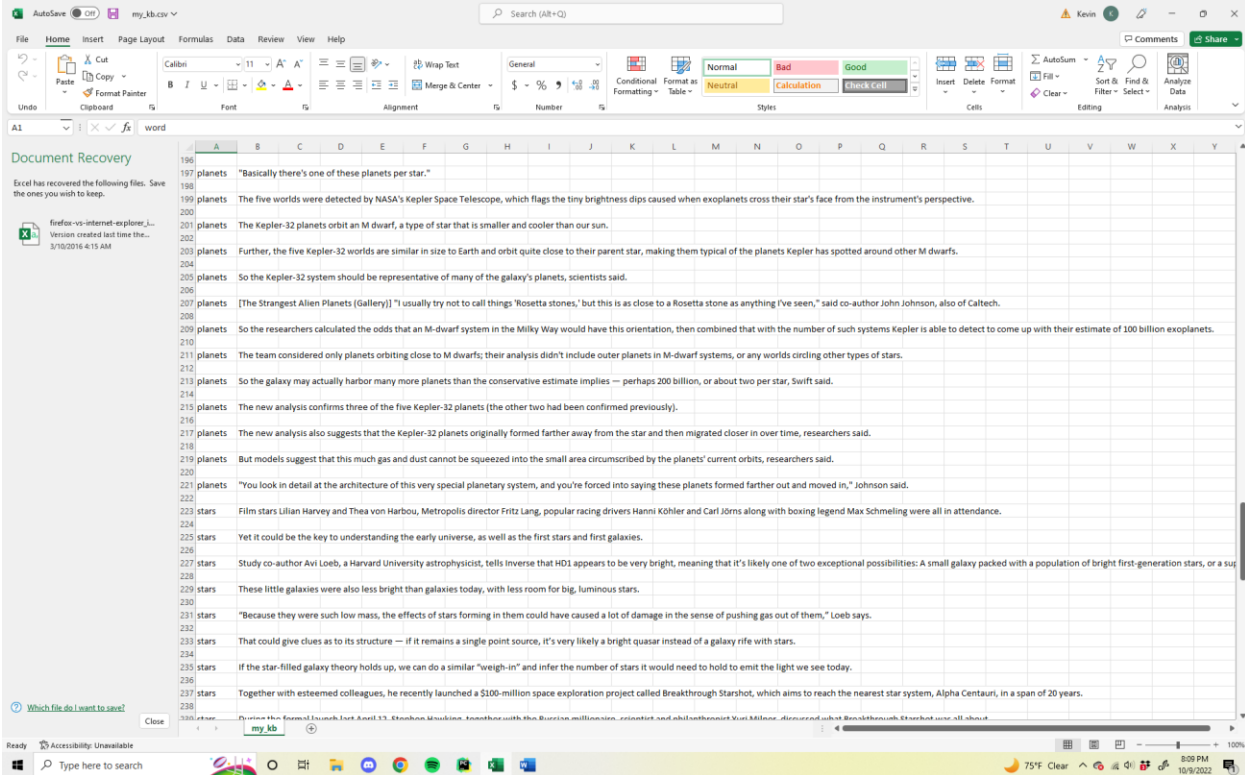 AutoSave Off my_kb.csv Search (Alt+Q) Kevin K
File Home Insert Page Layout Formulas Data Review View Help Comments Share
Paste Cut Calibri 11 Wrap Text General Conditional Formatting Format as Table Normal Bad Good Insert Delete Format AutoSum Sort & Filter Find & Select Analyze Data
Copy Fill
Format Painter B I U Merge & Center $ % Neutral Calculation Check Cell Clear
Undo Clipboard Font Alignment Number Styles Cells Editing Analysis
A1 fx word
Document Recovery
Excel has recovered the following files. Save
the ones you wish to keep.
firefox-vs-internet-explorer_i...
Version created last time the...
3/10/2016 4:15 AM
Which file do I want to save?
Close
A B C D E F G H I J K L M N O P Q R S T U V W X Y
196
197 planets "Basically there's one of these planets per star."
198
199 planets The five worlds were detected by NASA's Kepler Space Telescope, which flags the tiny brightness dips caused when exoplanets cross their star's face from the instrument's perspective.
200
201 planets The Kepler-32 planets orbit an M dwarf, a type of star that is smaller and cooler than our sun.
202
203 planets Further, the five Kepler-32 worlds are similar in size to Earth and orbit quite close to their parent star, making them typical of the planets Kepler has spotted around other M dwarfs.
204
205 planets So the Kepler-32 system should be representative of many of the galaxy's planets, scientists said.
206
207 planets [The Strangest Alien Planets (Gallery)] "I usually try not to call things 'Rosetta stones,' but this is as close to a Rosetta stone as anything I've seen," said co-author John Johnson, also of Caltech.
208
209 planets So the researchers calculated the odds that an M-dwarf system in the Milky Way would have this orientation, then combined that with the number of such systems Kepler is able to detect to come up with their estimate of 100 billion exoplanets.
210
211 planets The team considered only planets orbiting close to M dwarfs; their analysis didn't include outer planets in M-dwarf systems, or any worlds circling other types of stars.
212
213 planets So the galaxy may actually harbor many more planets than the conservative estimate implies — perhaps 200 billion, or about two per star, Swift said.
214
215 planets The new analysis confirms three of the five Kepler-32 planets (the other two had been confirmed previously).
216
217 planets The new analysis also suggests that the Kepler-32 planets originally formed farther away from the star and then migrated closer in over time, researchers said.
218
219 planets But models suggest that this much gas and dust cannot be squeezed into the small area circumscribed by the planets' current orbits, researchers said.
220
221 planets "You look in detail at the architecture of this very special planetary system, and you're forced into saying these planets formed farther out and moved in," Johnson said.
222
223 stars Film stars Lilian Harvey and Thea von Harbou, Metropolis director Fritz Lang, popular racing drivers Hanni Köhler and Carl Jörns along with boxing legend Max Schmeling were all in attendance.
224
225 stars Yet it could be the key to understanding the early universe, as well as the first stars and first galaxies.
226
227 stars Study co-author Avi Loeb, a Harvard University astrophysicist, tells Inverse that HD1 appears to be very bright, meaning that it's likely one of two exceptional possibilities: A small galaxy packed with a population of bright first-generation stars, or a sup
228
229 stars These little galaxies were also less bright than galaxies today, with less room for big, luminous stars.
230
231 stars "Because they were such low mass, the effects of stars forming in them could have caused a lot of damage in the sense of pushing gas out of them," Loeb says.
232
233 stars That could give clues as to its structure — if it remains a single point source, it's very likely a bright quasar instead of a galaxy rife with stars.
234
235 stars If the star-filled galaxy theory holds up, we can do a similar "weigh-in" and infer the number of stars it would need to hold to emit the light we see today.
236
237 stars Together with esteemed colleagues, he recently launched a $100-million space exploration project called Breakthrough Starshot, which aims to reach the nearest star system, Alpha Centauri, in a span of 20 years.
238
239 stars During the formal launch last April 12, Stephen Hawking, together with the Russian millionaire, scientist and philanthropist Yuri Milner, discussed what Breakthrough Starshot was all about.
my_kb
Ready Accessibility: Unavailable 100%
Type here to search 75°F Clear 8:09 PM
10/9/2022